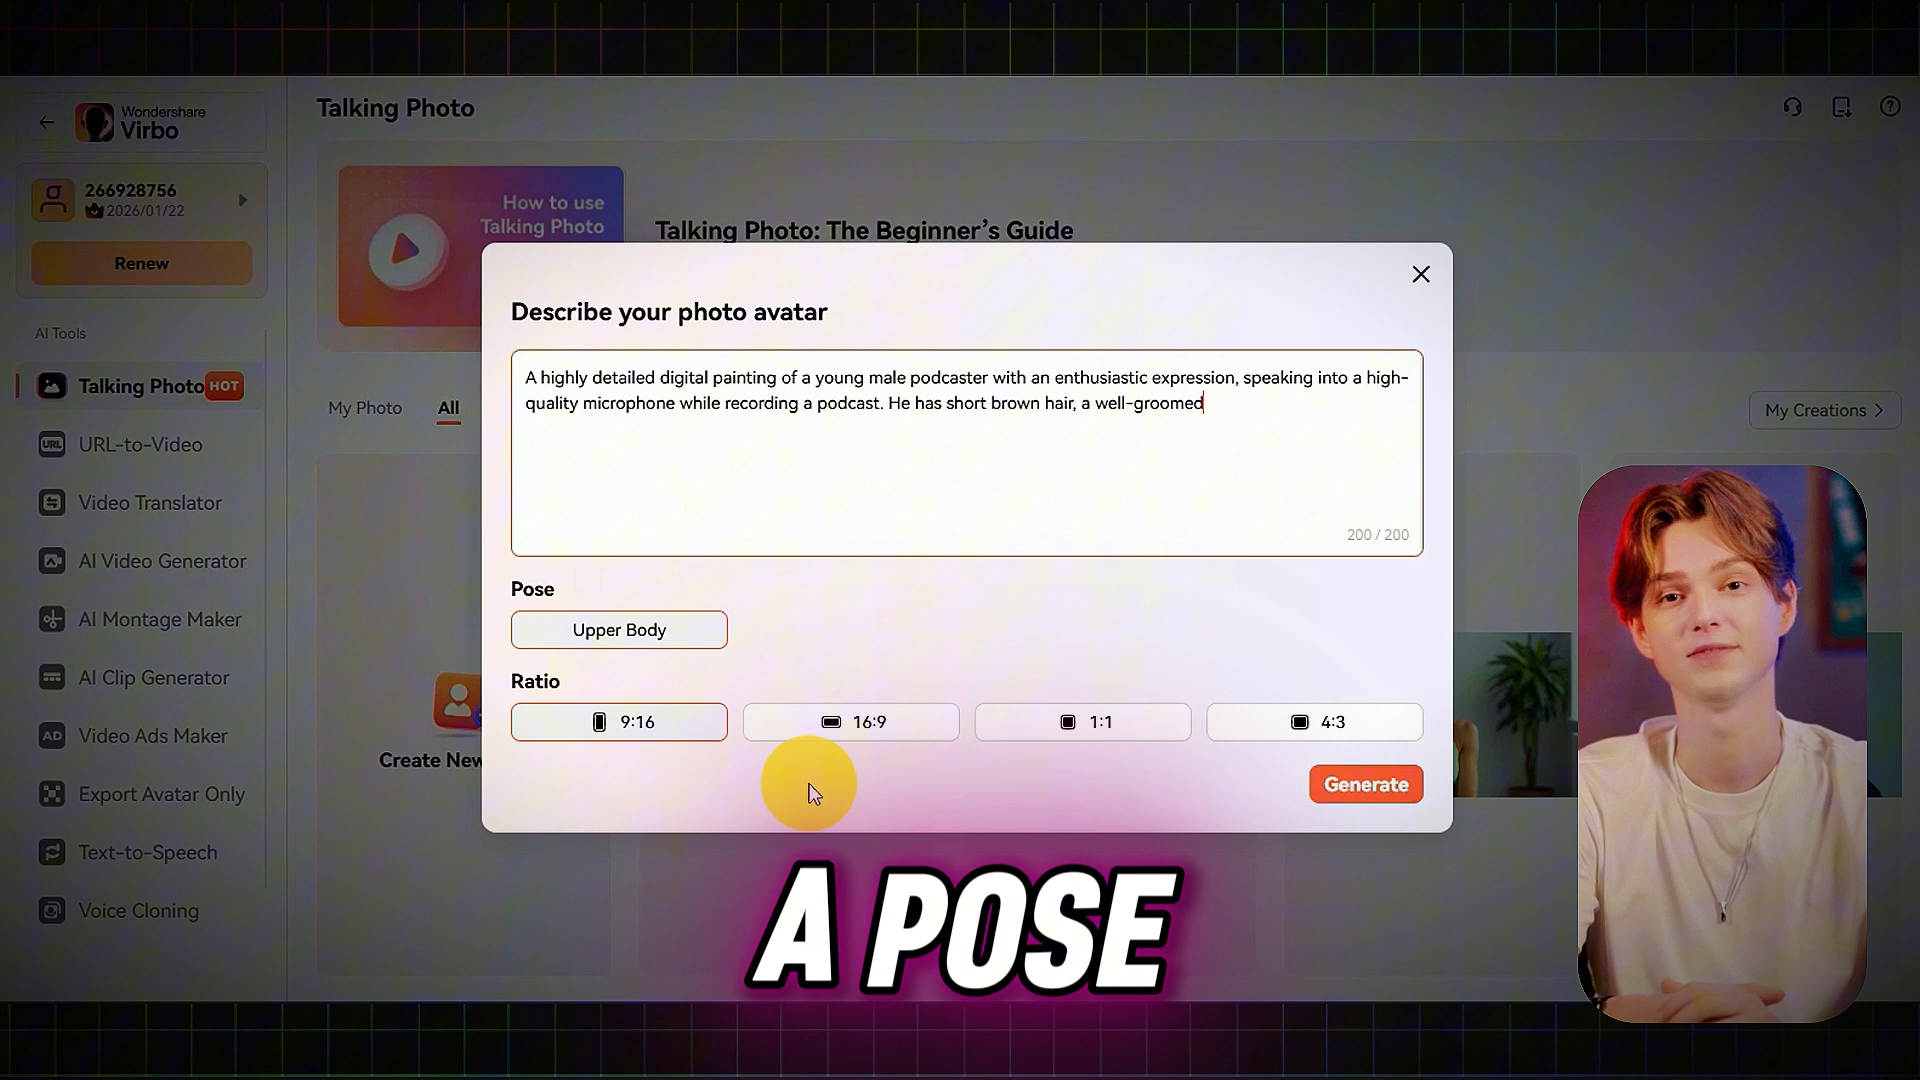 Wondershare
Virbo
266928756
2026/01/22
Renew
AI Tools
Talking Photo HOT
URL URL-to-Video
Video Translator
AI Video Generator
AI Montage Maker
AI Clip Generator
AD Video Ads Maker
Export Avatar Only
Text-to-Speech
Voice Cloning
Talking Photo
How to use
Talking Photo
Talking Photo: The Beginner's Guide
My Photo All
My Creations
Create New
Describe your photo avatar
A highly detailed digital painting of a young male podcaster with an enthusiastic expression, speaking into a high-
quality microphone while recording a podcast. He has short brown hair, a well-groomed
200 / 200
Pose
Upper Body
Ratio
9:16 16:9 1:1 4:3
Generate
A POSE